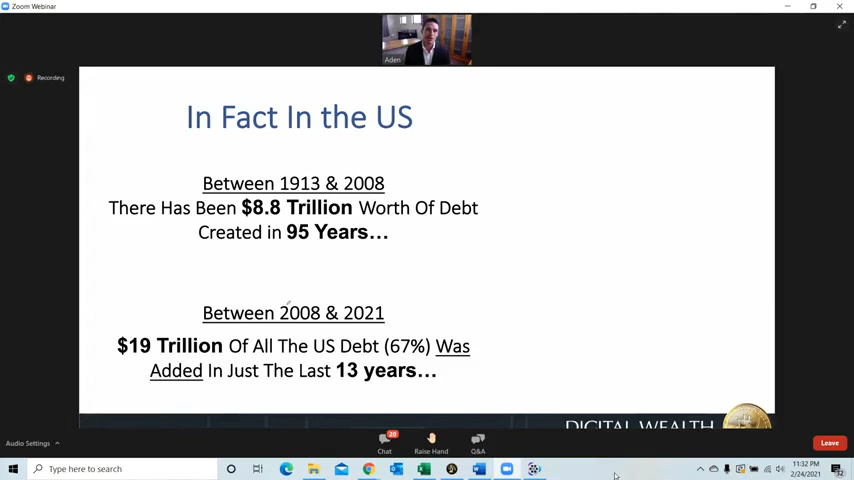 Zoom Webinar
Aden
Recording
In Fact In the US
Between 1913 & 2008
There Has Been $8.8 Trillion Worth Of Debt
Created in 95 Years...
Between 2008 & 2021
$19 Trillion Of All The US Debt (67%) Was
Added In Just The Last 13 years...
DIGITAL WEALTH
Audio Settings
20
Chat
Raise Hand
Q&A
Leave
Type here to search
11:32 PM
2/24/2021